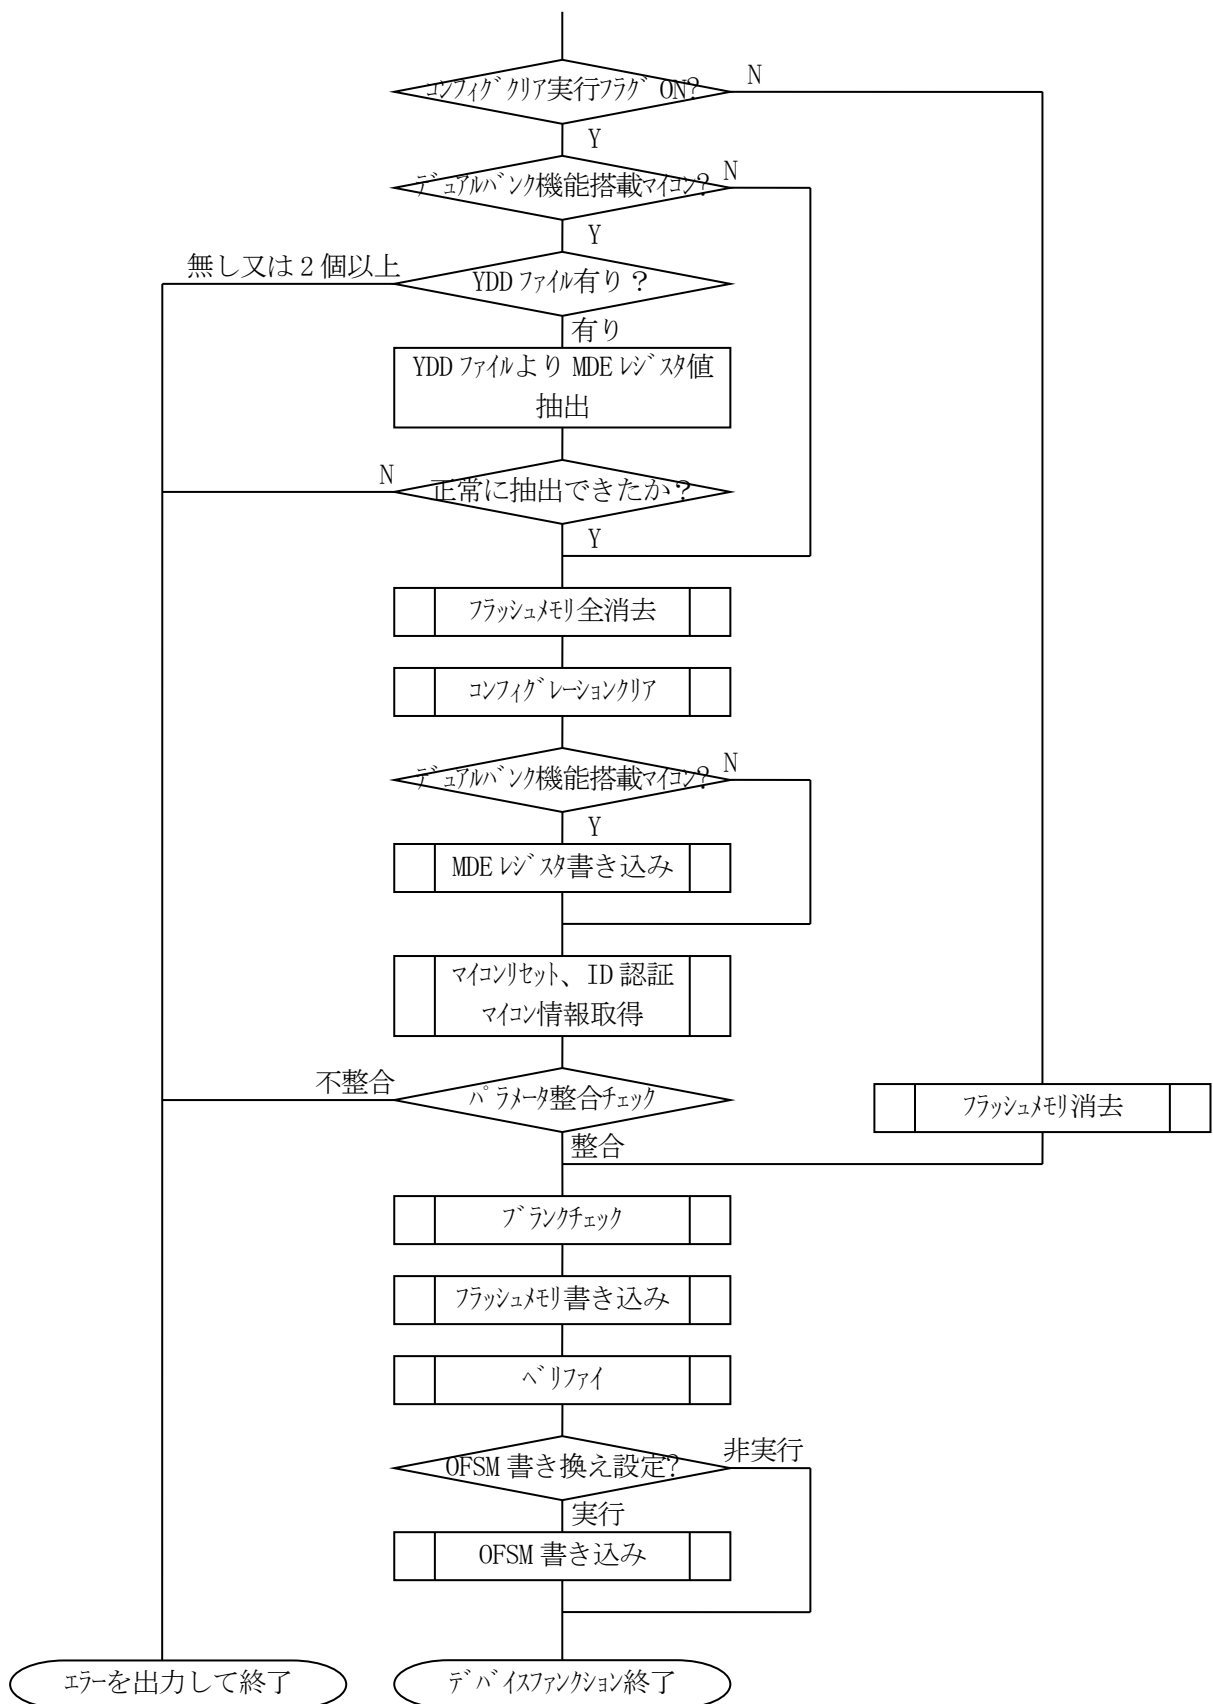 コンフィグクリア実行フラグON?
N
Y
デュアルバンク機能搭載マイコン?
N
Y
無し又は2個以上
YDDファイル有り？
有り
YDDファイルよりMDEレジスタ値
抽出
N
正常に抽出できたか？
Y
フラッシュメモリ全消去
コンフィグレーションクリア
デュアルバンク機能搭載マイコン?
N
Y
MDEレジスタ書き込み
マイコンリセット、ID認証
マイコン情報取得
不整合
パラメータ整合チェック
フラッシュメモリ消去
整合
ブランクチェック
フラッシュメモリ書き込み
ベリファイ
OFSM書き換え設定?
非実行
実行
OFSM書き込み
エラーを出力して終了
デバイスファンクション終了